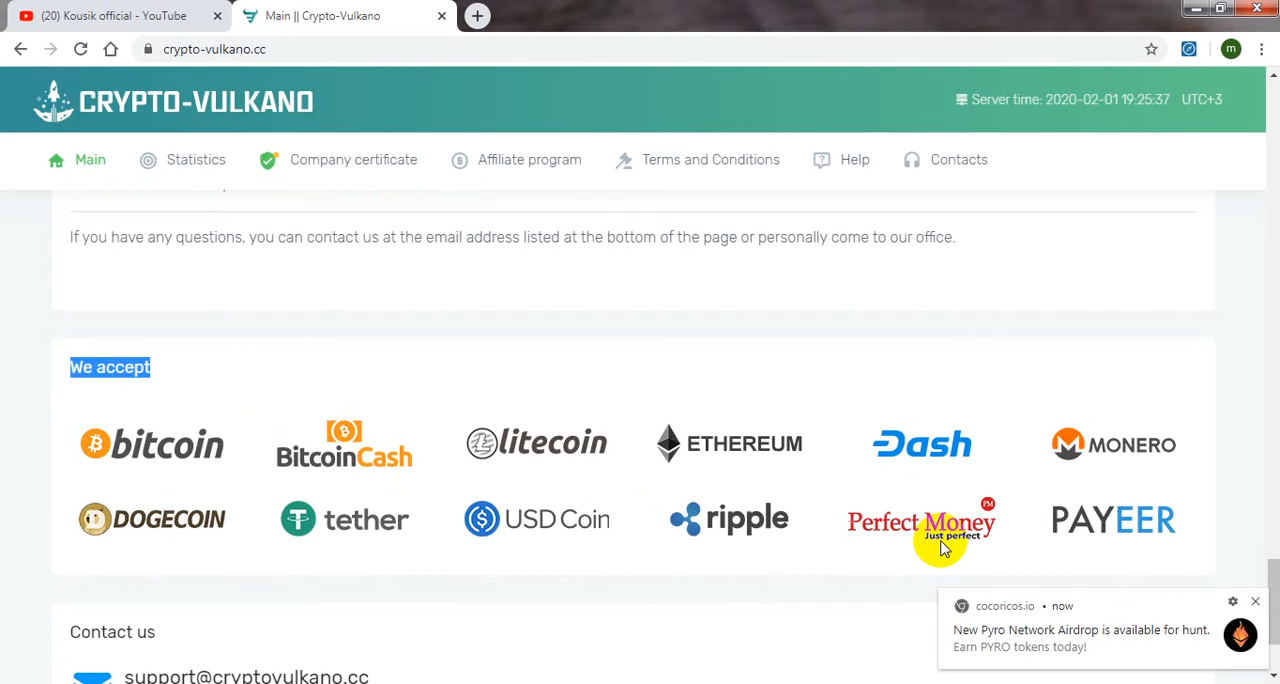 (20) Kousik official - YouTube
Main || Crypto-Vulkano
crypto-vulkano.cc
m
CRYPTO-VULKANO
Server time: 2020-02-01 19:25:37 UTC+3
Main
Statistics
Company certificate
Affiliate program
Terms and Conditions
Help
Contacts
If you have any questions, you can contact us at the email address listed at the bottom of the page or personally come to our office.
We accept
bitcoin
BitcoinCash
litecoin
ETHEREUM
Dash
MONERO
DOGECOIN
tether
USD Coin
ripple
Perfect Money
PM
Just perfect
PAYEER
cocoricos.io • now
New Pyro Network Airdrop is available for hunt.
Earn PYRO tokens today!
Contact us
support@cryptovulkano.cc